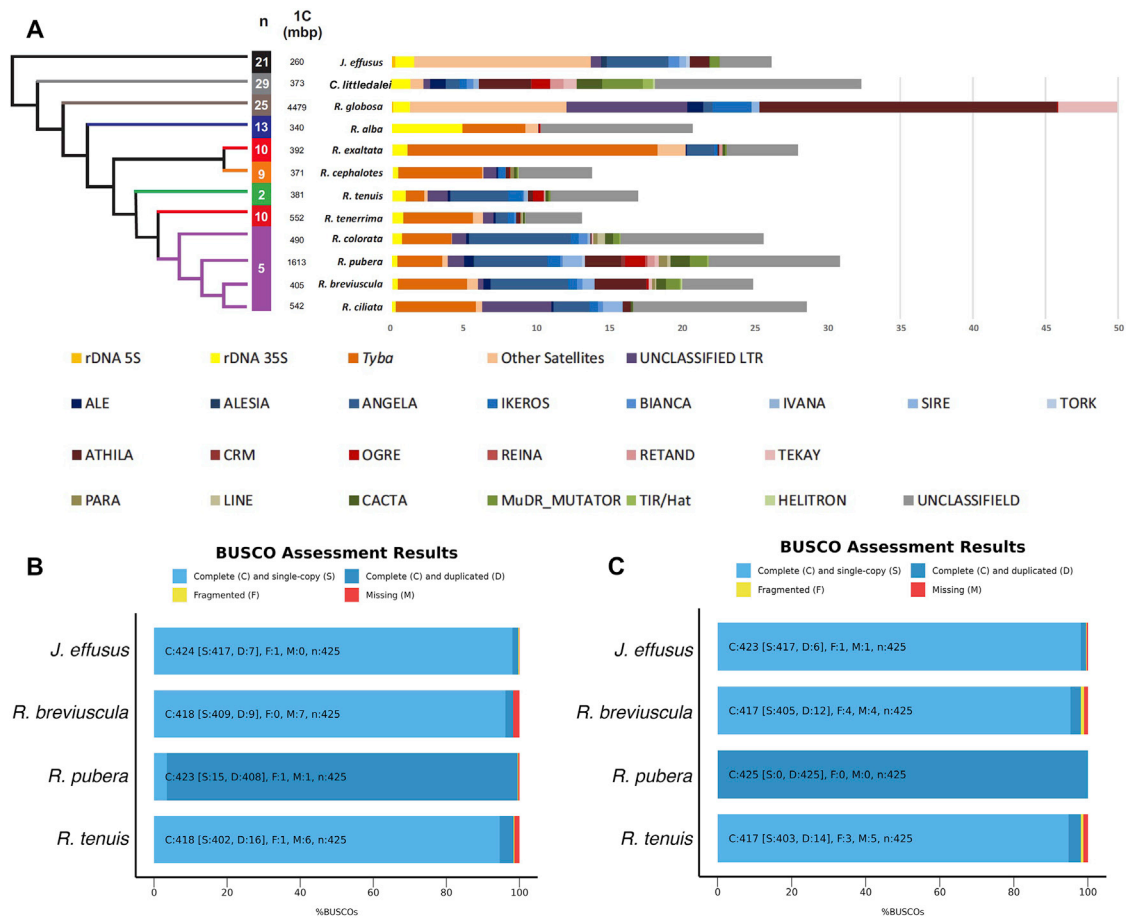 A
n
1C
(mbp)
21 260 J. effusus
29 373 C. littledalei
25 4479 R. globosa
13 340 R. alba
10 392 R. exaltata
9 371 R. cephalotes
2 381 R. tenuis
10 552 R. tenerrima
490 R. colorata
5 1613 R. pubera
405 R. breviuscula
542 R. ciliata
0 5 10 15 20 25 30 35 40 45 50
rDNA 5S rDNA 35S Tyba Other Satellites UNCLASSIFIED LTR
ALE ALESIA ANGELA IKEROS BIANCA IVANA SIRE TORK
ATHILA CRM OGRE REINA RETAND TEKAY
PARA LINE CACTA MuDR_MUTATOR TIR/Hat HELITRON UNCLASSIFIELD
B
BUSCO Assessment Results
Complete (C) and single-copy (S) Complete (C) and duplicated (D)
Fragmented (F) Missing (M)
J. effusus C:424 [S:417, D:7], F:1, M:0, n:425
R. breviuscula C:418 [S:409, D:9], F:0, M:7, n:425
R. pubera C:423 [S:15, D:408], F:1, M:1, n:425
R. tenuis C:418 [S:402, D:16], F:1, M:6, n:425
0 20 40 60 80 100
%BUSCOs
C
BUSCO Assessment Results
Complete (C) and single-copy (S) Complete (C) and duplicated (D)
Fragmented (F) Missing (M)
J. effusus C:423 [S:417, D:6], F:1, M:1, n:425
R. breviuscula C:417 [S:405, D:12], F:4, M:4, n:425
R. pubera C:425 [S:0, D:425], F:0, M:0, n:425
R. tenuis C:417 [S:403, D:14], F:3, M:5, n:425
0 20 40 60 80 100
%BUSCOs